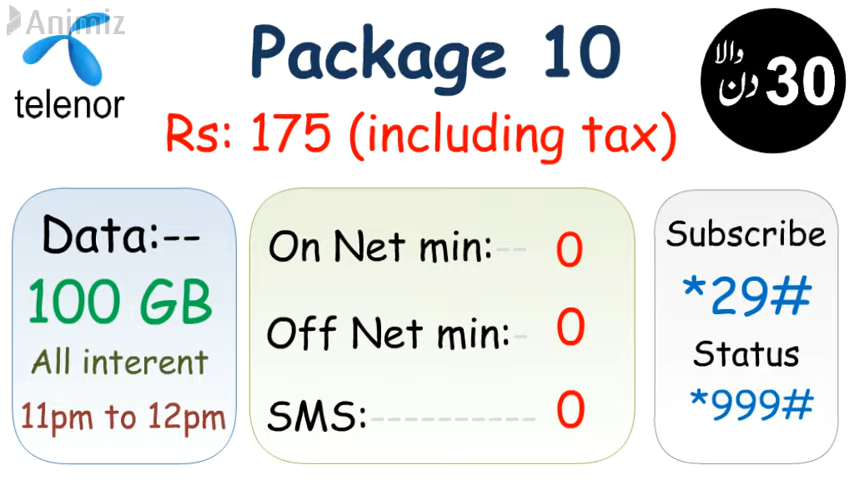 Animiz
telenor
Package 10
30 والا دن
Rs: 175 (including tax)
Data:--
100 GB
All interent
11pm to 12pm
On Net min:-- 0
Off Net min:- 0
SMS:---------- 0
Subscribe
*29#
Status
*999#